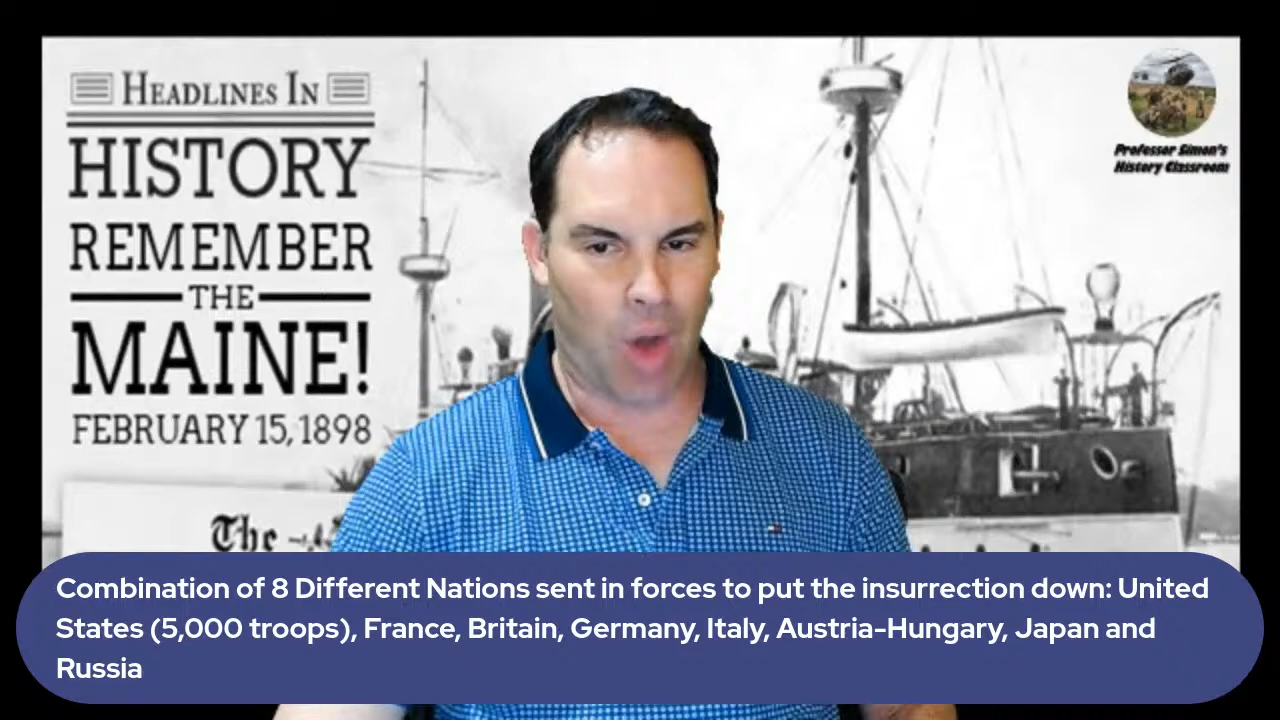 HEADLINES IN
HISTORY
REMEMBER
THE
MAINE!
FEBRUARY 15, 1898
The
Professor Simon's
History Classroom
Combination of 8 Different Nations sent in forces to put the insurrection down: United
States (5,000 troops), France, Britain, Germany, Italy, Austria-Hungary, Japan and
Russia